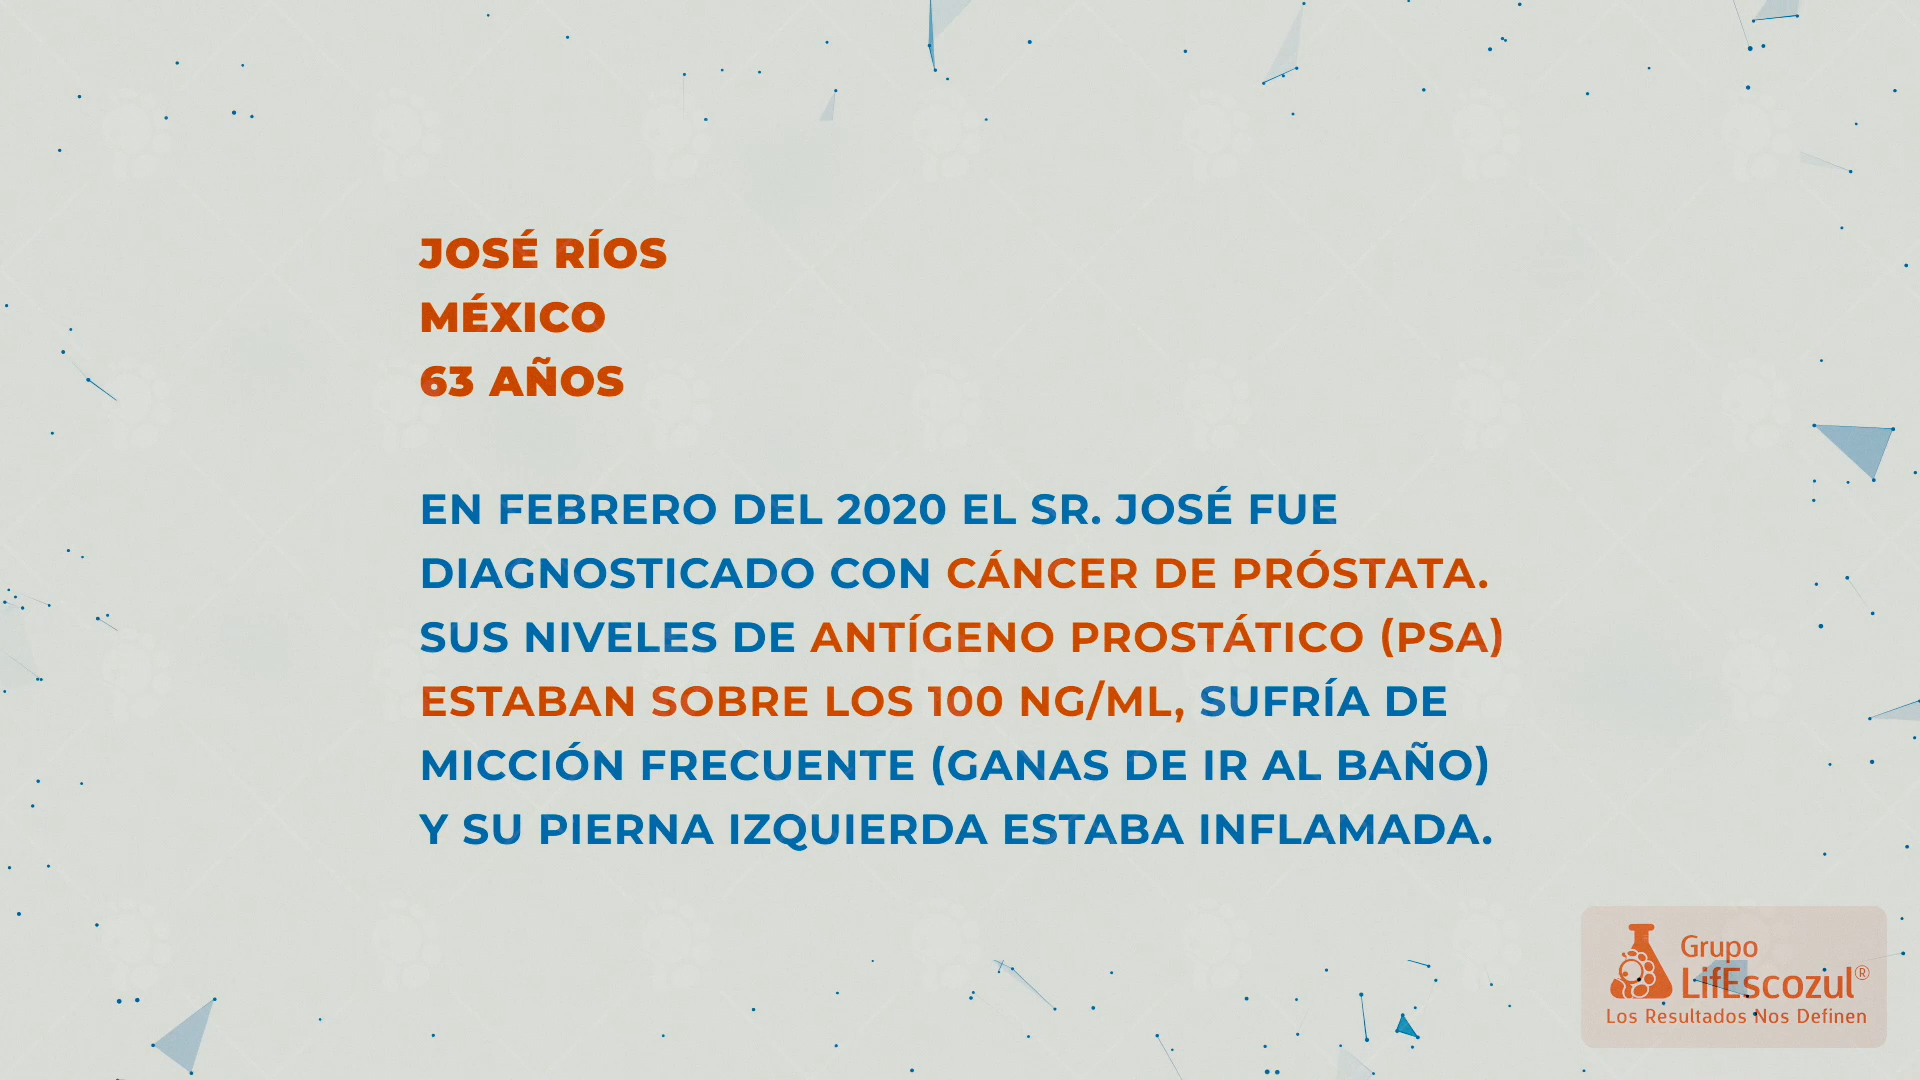 JOSÉ RÍOS
MÉXICO
63 AÑOS
EN FEBRERO DEL 2020 EL SR. JOSÉ FUE
DIAGNOSTICADO CON CÁNCER DE PRÓSTATA.
SUS NIVELES DE ANTÍGENO PROSTÁTICO (PSA)
ESTABAN SOBRE LOS 100 NG/ML, SUFRÍA DE
MICCIÓN FRECUENTE (GANAS DE IR AL BAÑO)
Y SU PIERNA IZQUIERDA ESTABA INFLAMADA.
Grupo
LifEscozul®
Los Resultados Nos Definen